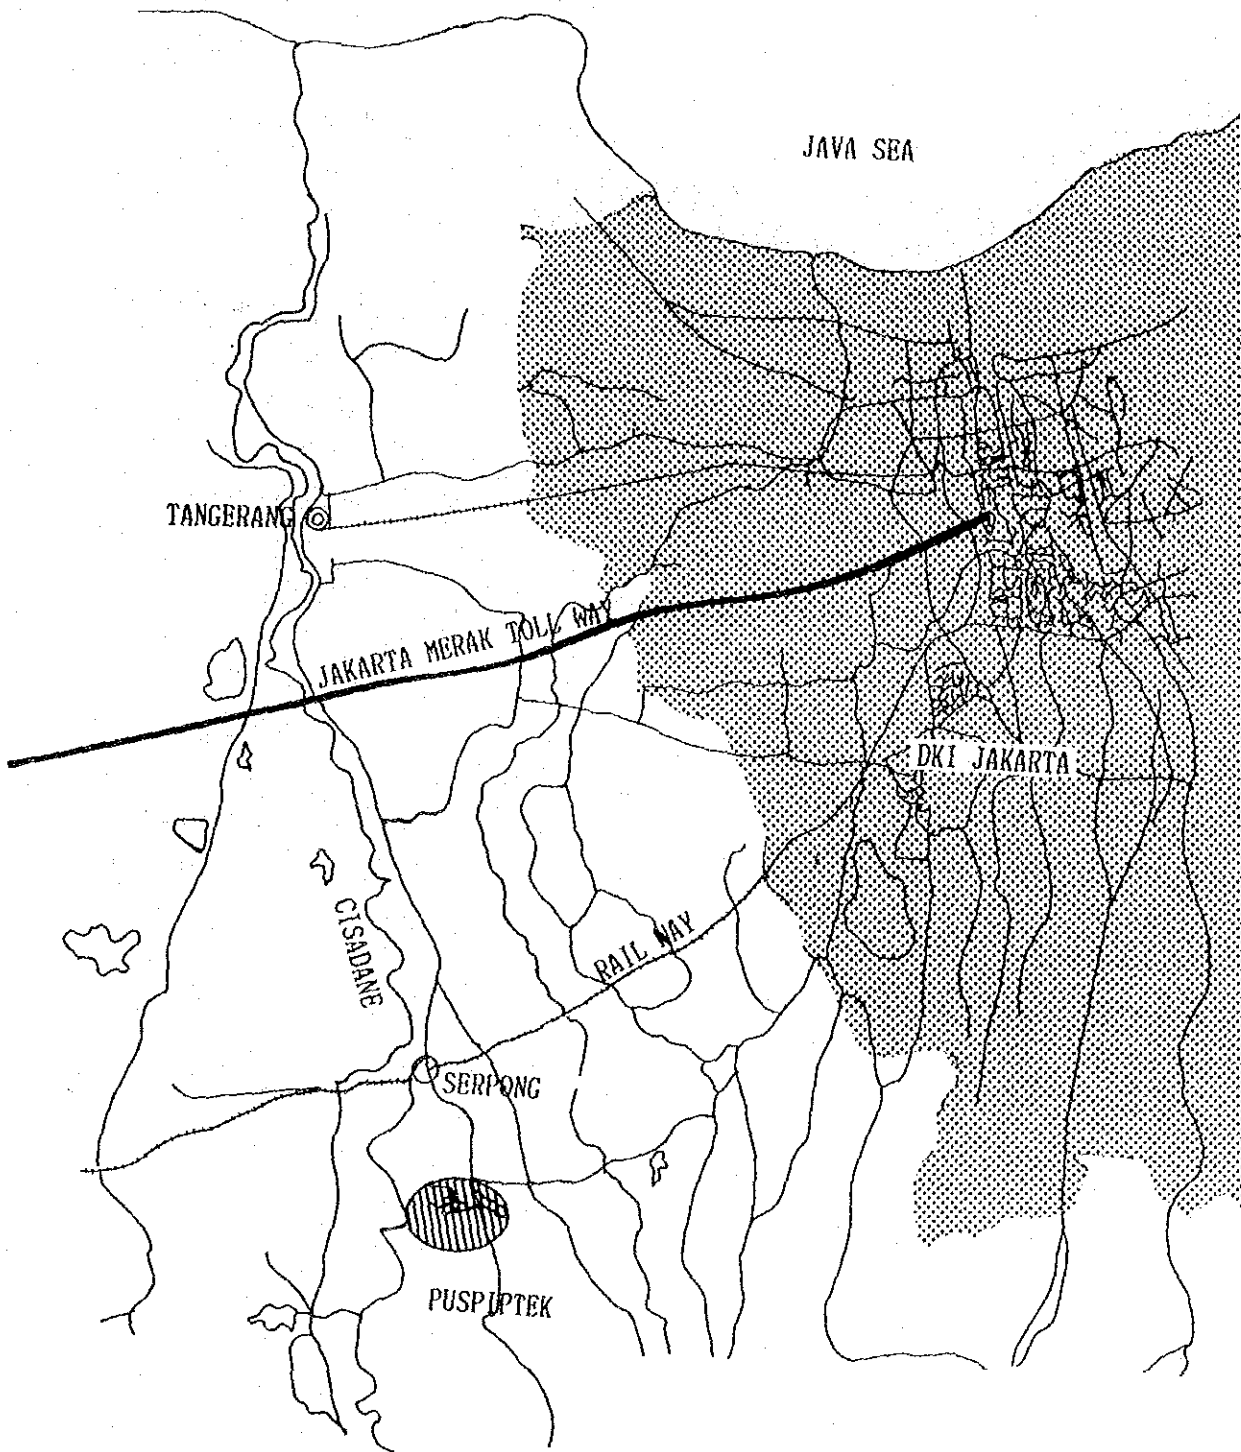 JAVA SEA
TANGERANG
JAKARTA MERAK TOLL WAY
DKI JAKARTA
CISADANE
RAIL WAY
SERPONG
PUSPIPTEK